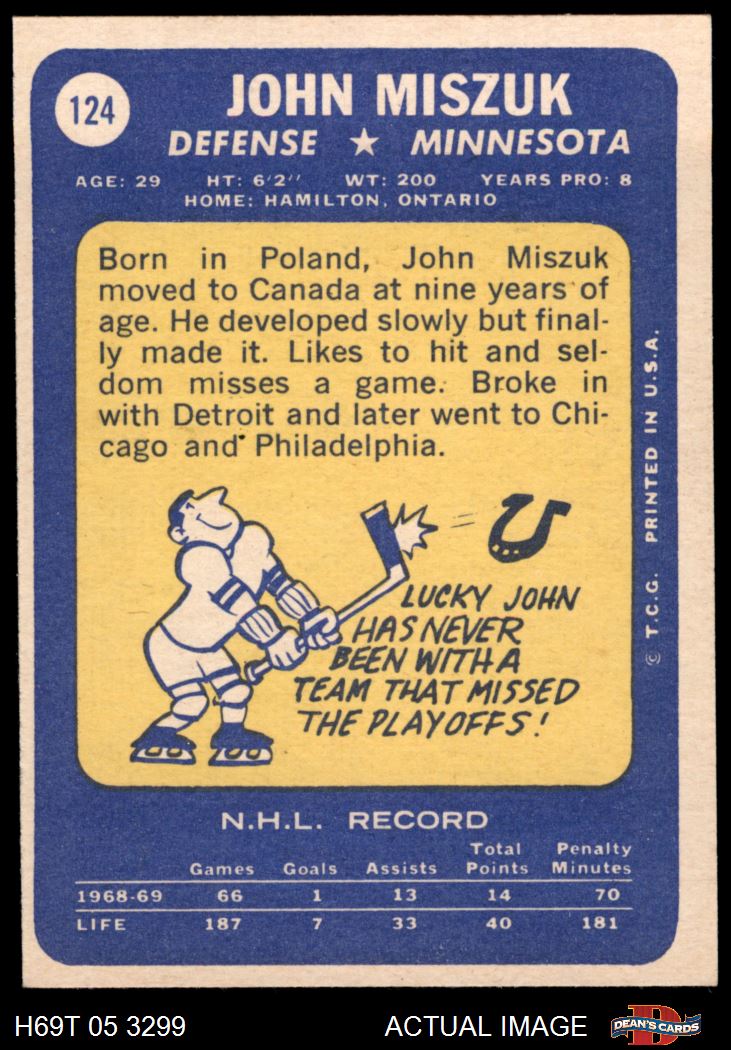 124
JOHN MISZUK
DEFENSE ★ MINNESOTA
AGE: 29 HT: 6'2" WT: 200 YEARS PRO: 8
HOME: HAMILTON, ONTARIO
Born in Poland, John Miszuk
moved to Canada at nine years of
age. He developed slowly but final-
ly made it. Likes to hit and sel-
dom misses a game. Broke in
with Detroit and later went to Chi-
cago and Philadelphia.
LUCKY JOHN
HAS NEVER
BEEN WITH A
TEAM THAT MISSED
THE PLAYOFFS!
© T.C.G. PRINTED IN U.S.A.
N.H.L. RECORD
Games Goals Assists Total Points Penalty Minutes
1968-69 66 1 13 14 70
LIFE 187 7 33 40 181
H69T 05 3299 ACTUAL IMAGE
D
DEAN'S CARDS